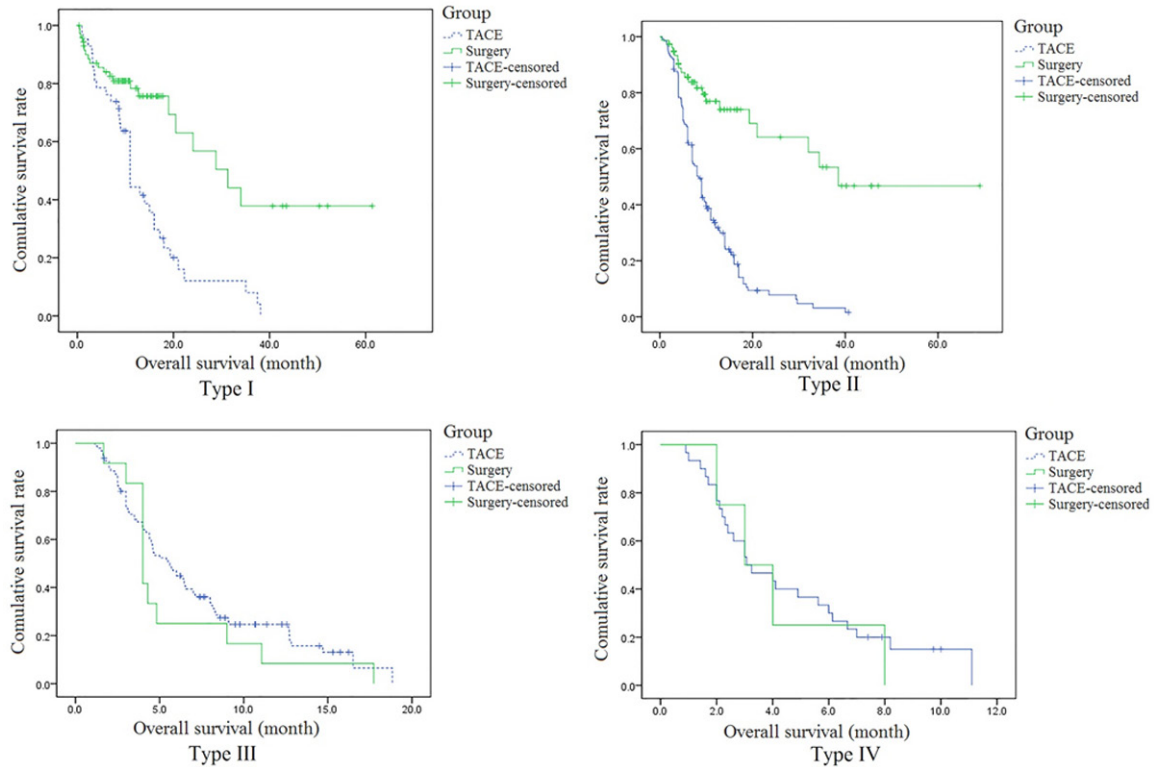 Group
TACE
Surgery
TACE-censored
Surgery-censored
Comulative survival rate
1.0
0.8
0.6
0.4
0.2
0.0
0.0 20.0 40.0 60.0
Overall survival (month)
Type I
Group
TACE
Surgery
TACE-censored
Surgery-censored
Comulative survival rate
1.0
0.8
0.6
0.4
0.2
0.0
0.0 20.0 40.0 60.0
Overall survival (month)
Type II
Group
TACE
Surgery
TACE-censored
Surgery-censored
Comulative survival rate
1.0
0.8
0.6
0.4
0.2
0.0
0.0 5.0 10.0 15.0 20.0
Overall survival (month)
Type III
Group
TACE
Surgery
TACE-censored
Surgery-censored
Comulative survival rate
1.0
0.8
0.6
0.4
0.2
0.0
0.0 2.0 4.0 6.0 8.0 10.0 12.0
Overall survival (month)
Type IV